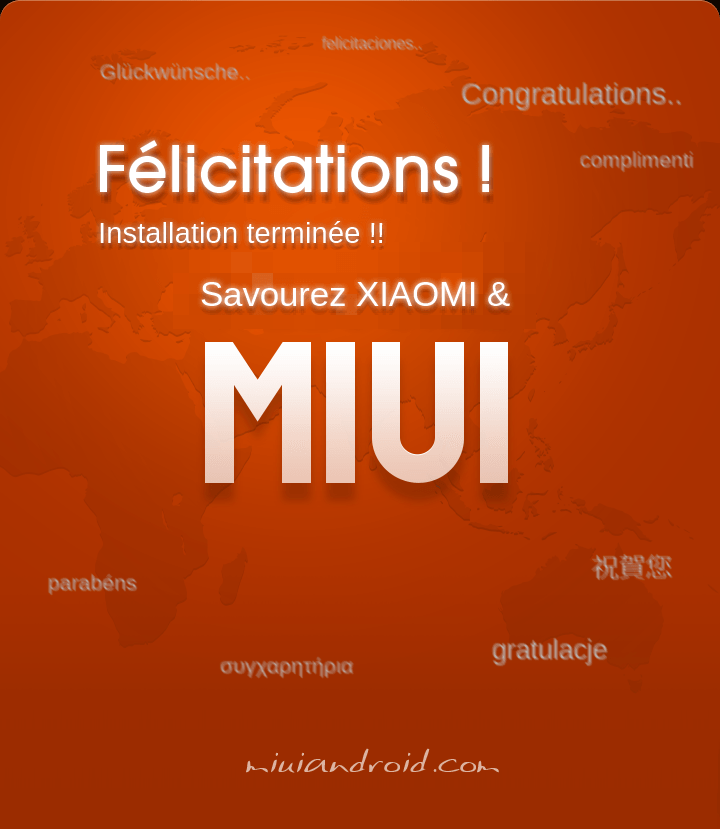 felicitaciones..
Glückwünsche..
Congratulations..
complimenti
Félicitations !
Installation terminée !!
Savourez XIAOMI &
MIUI
祝賀您
parabéns
gratulacje
συγχαρητήρια
miuiandroid.com